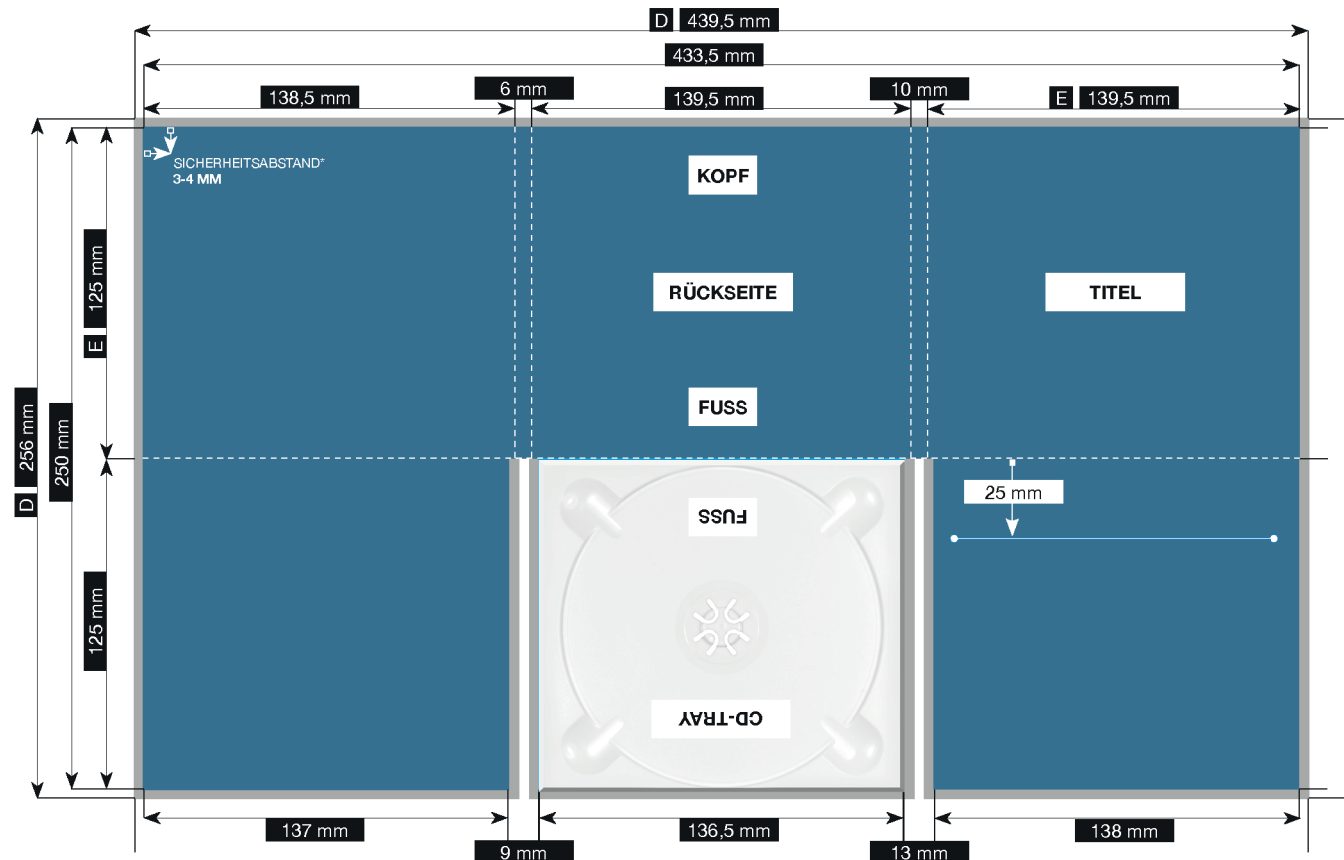 D 439,5 mm
433,5 mm
6 mm
10 mm
138,5 mm
139,5 mm
E 139,5 mm
SICHERHEITSABSTAND*
3-4 MM
KOPF
RÜCKSEITE
TITEL
FUSS
125 mm
E
D 256 mm
250 mm
25 mm
FUSS
125 mm
CD-TRAY
137 mm
136,5 mm
138 mm
9 mm
13 mm